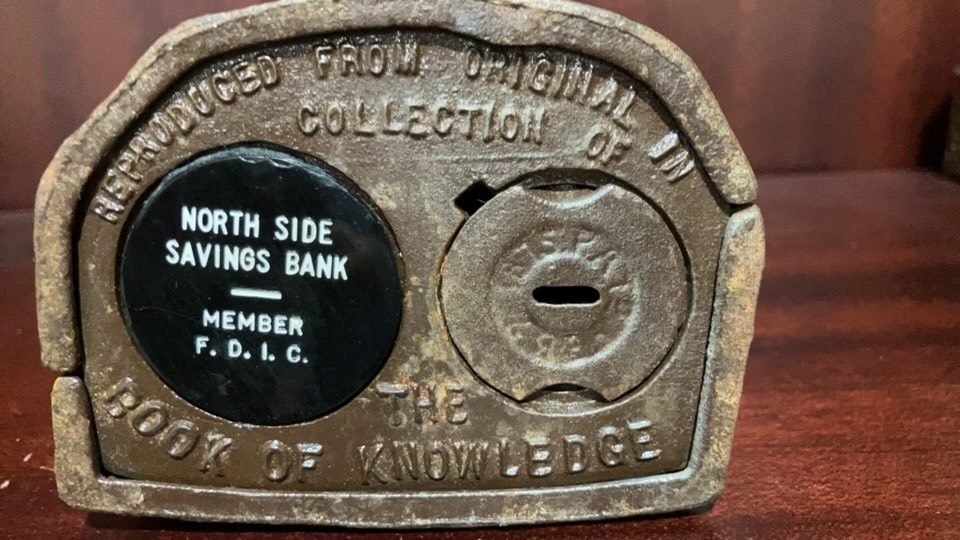 REPRODUCED FROM ORIGINAL IN
COLLECTION OF
NORTH SIDE
SAVINGS BANK
MEMBER
F. D. I. C.
THE
BOOK OF KNOWLEDGE